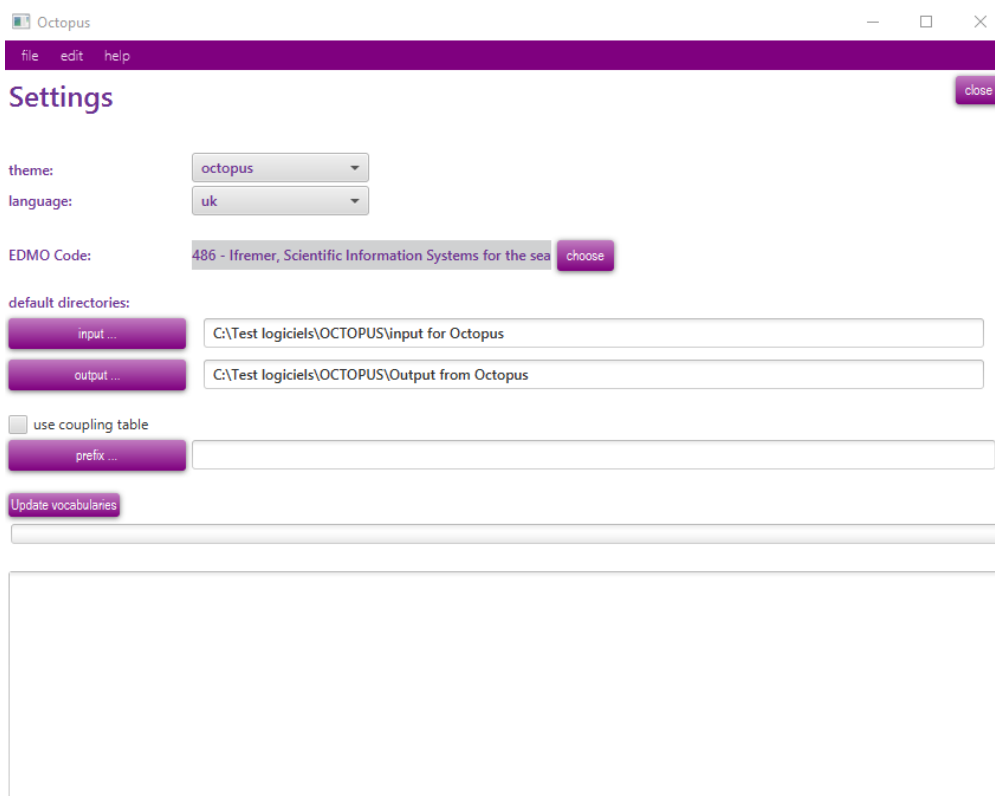 Octopus
file edit help
Settings
close
theme: octopus
language: uk
EDMO Code: 486 - Ifremer, Scientific Information Systems for the sea choose
default directories:
input ... C:\Test logiciels\OCTOPUS\input for Octopus
output ... C:\Test logiciels\OCTOPUS\Output from Octopus
use coupling table
prefix ...
Update vocabularies